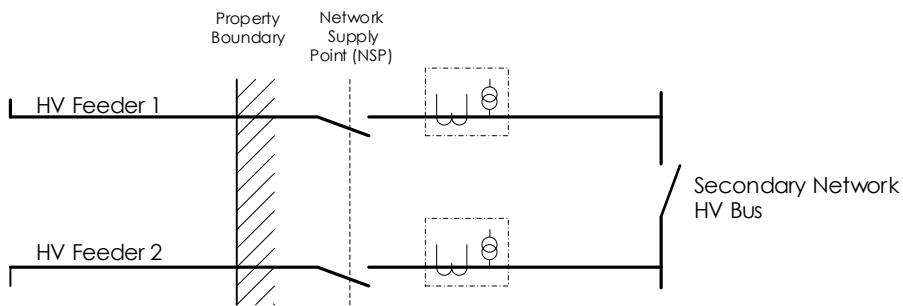 Property
Boundary
Network
Supply
Point (NSP)
HV Feeder 1
Secondary Network
HV Bus
HV Feeder 2